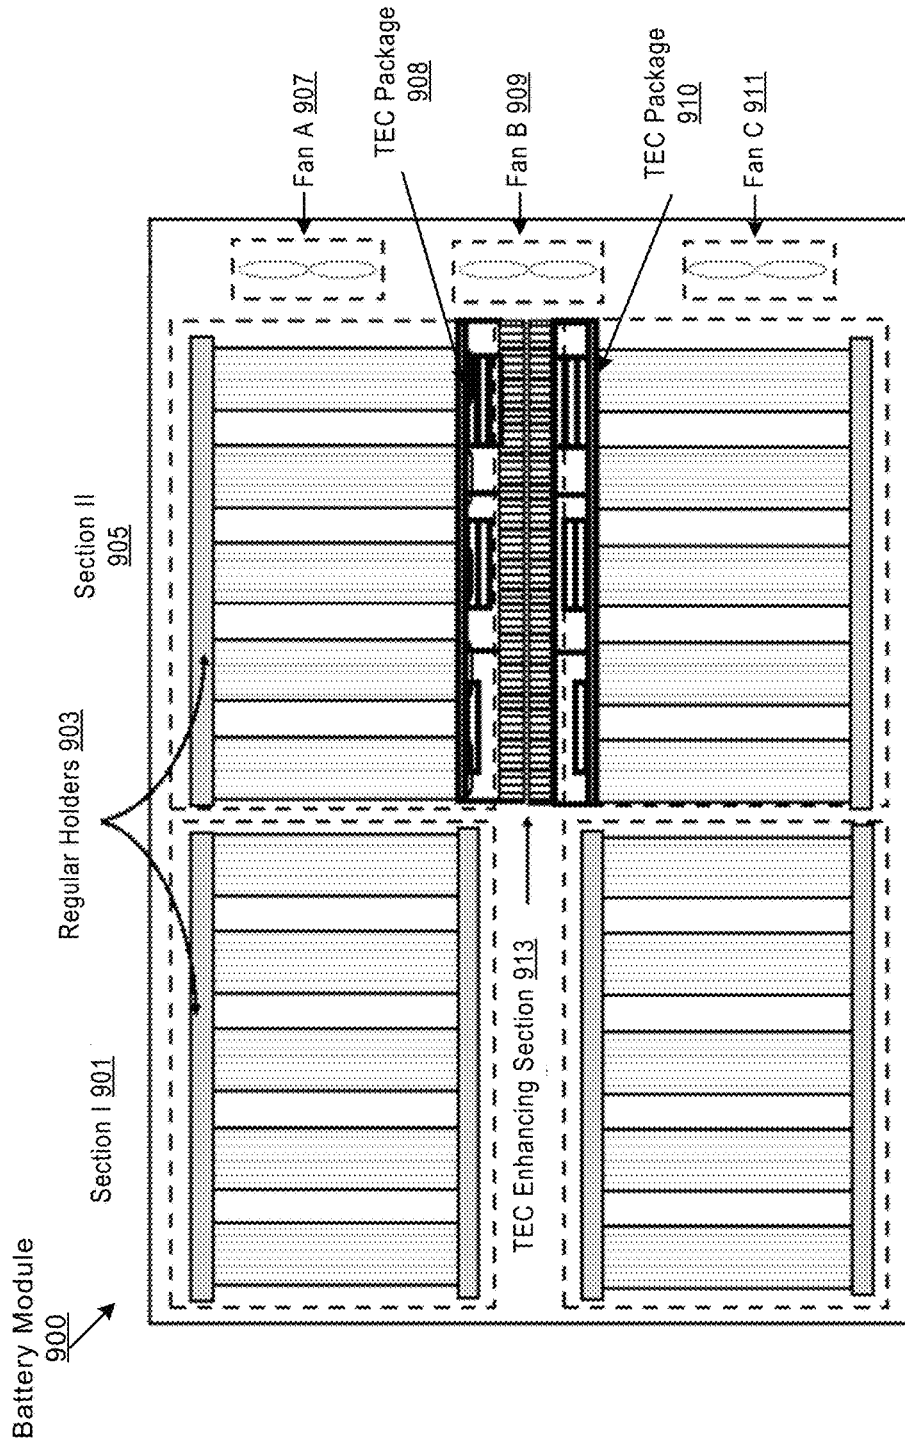 Battery Module
900
Section I 901
Regular Holders 903
Section II
905
Fan A 907
TEC Package
908
Fan B 909
TEC Package
910
Fan C 911
TEC Enhancing Section 913